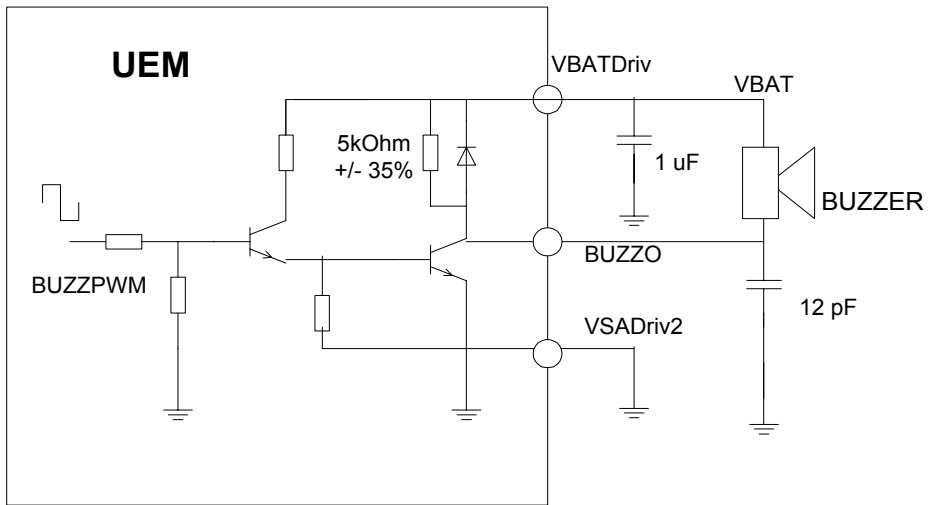 UEM
VBATDriv
VBAT
5kOhm
+/- 35%
1 uF
BUZZER
BUZZO
BUZZPWM
12 pF
VSADriv2